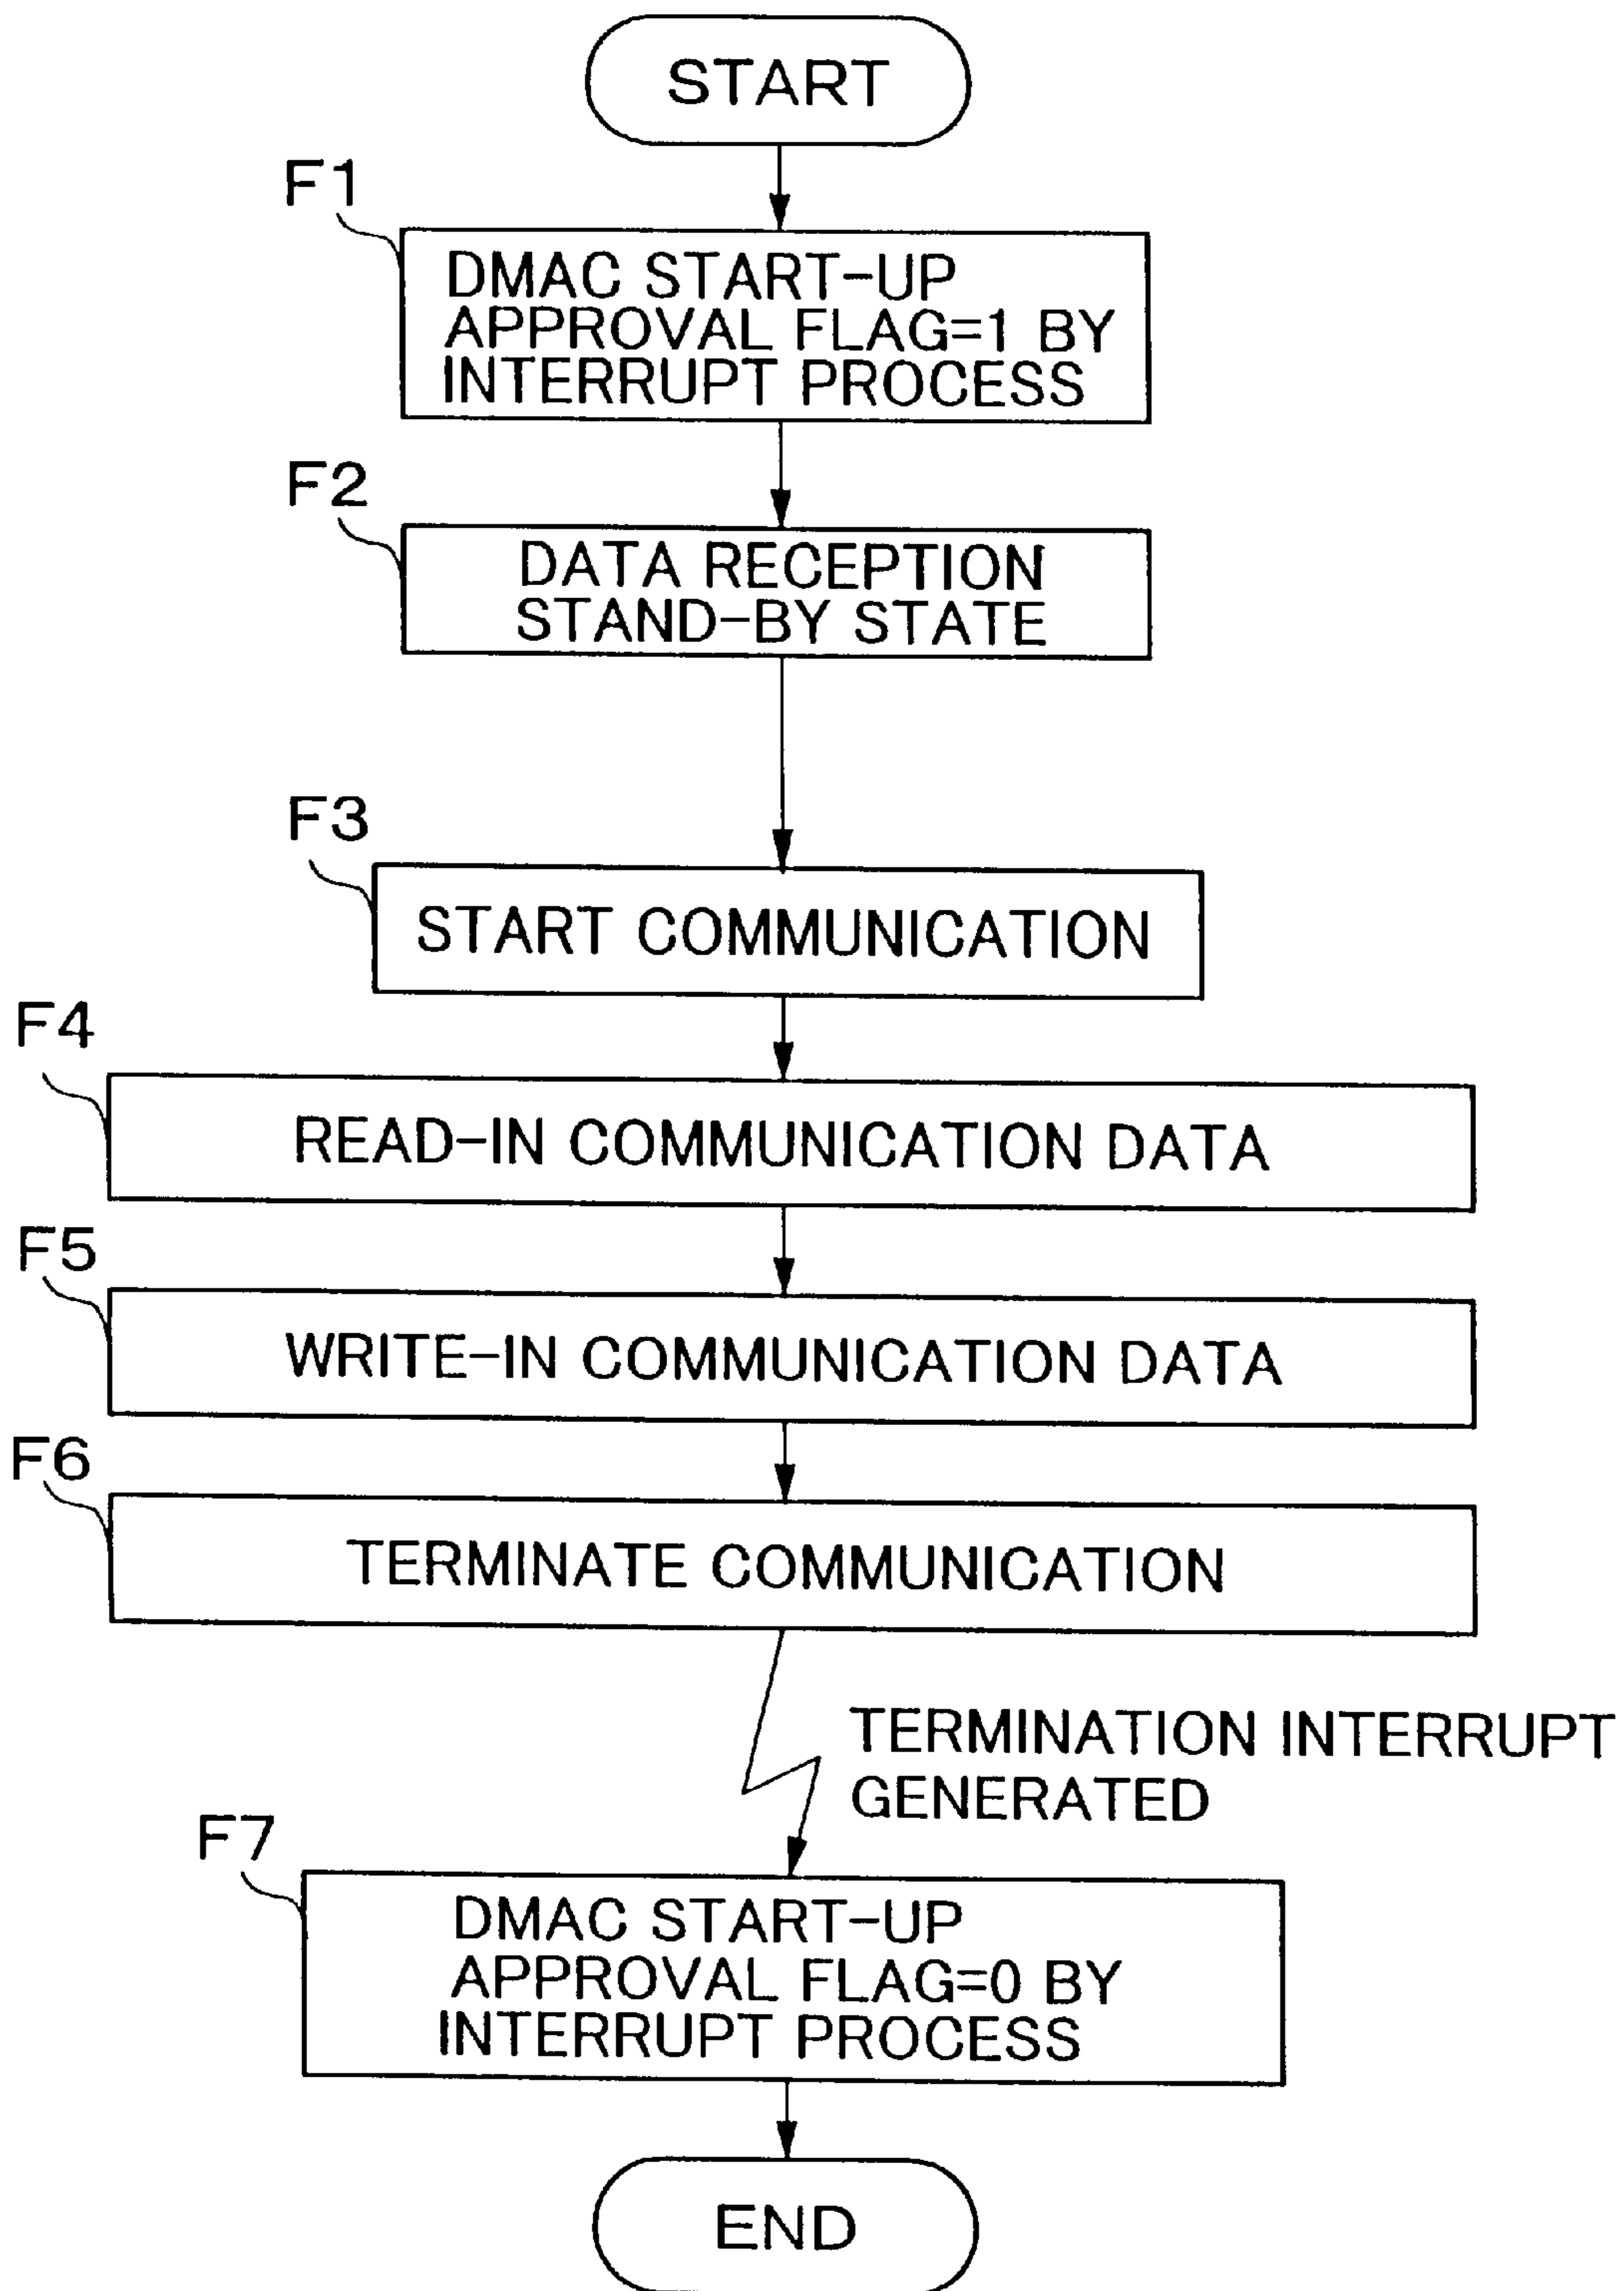 START
F1
DMAC START-UP
APPROVAL FLAG=1 BY
INTERRUPT PROCESS
F2
DATA RECEPTION
STAND-BY STATE
F3
START COMMUNICATION
F4
READ-IN COMMUNICATION DATA
F5
WRITE-IN COMMUNICATION DATA
F6
TERMINATE COMMUNICATION
TERMINATION INTERRUPT
GENERATED
F7
DMAC START-UP
APPROVAL FLAG=0 BY
INTERRUPT PROCESS
END